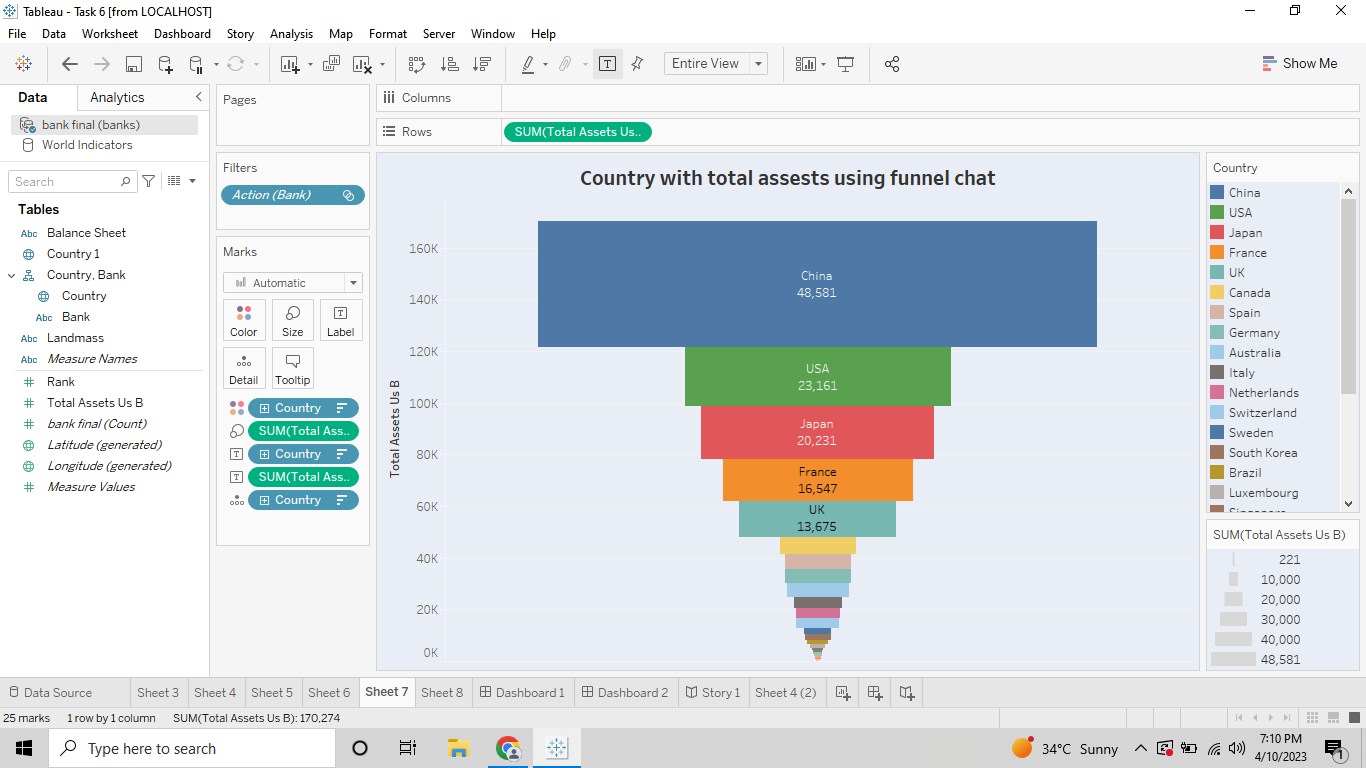 Tableau - Task 6 [from LOCALHOST]
File Data Worksheet Dashboard Story Analysis Map Format Server Window Help
Entire View
Show Me
Data Analytics
bank final (banks)
World Indicators
Search
Tables
Abc Balance Sheet
Country 1
Country, Bank
Country
Abc Bank
Abc Landmass
Abc Measure Names
Rank
Total Assets Us B
bank final (Count)
Latitude (generated)
Longitude (generated)
Measure Values
Pages
Filters
Action (Bank)
Marks
Automatic
Color Size Label
Detail Tooltip
Country
SUM(Total Ass..
Country
SUM(Total Ass..
Country
Columns
Rows SUM(Total Assets Us..
Country with total assests using funnel chat
Total Assets Us B
160K
140K
120K
100K
80K
60K
40K
20K
0K
China
48,581
USA
23,161
Japan
20,231
France
16,547
UK
13,675
Country
China
USA
Japan
France
UK
Canada
Spain
Germany
Australia
Italy
Netherlands
Switzerland
Sweden
South Korea
Brazil
Luxembourg
SUM(Total Assets Us B)
221
10,000
20,000
30,000
40,000
48,581
Data Source Sheet 3 Sheet 4 Sheet 5 Sheet 6 Sheet 7 Sheet 8 Dashboard 1 Dashboard 2 Story 1 Sheet 4 (2)
25 marks 1 row by 1 column SUM(Total Assets Us B): 170,274
Type here to search
34°C Sunny
7:10 PM
4/10/2023
1